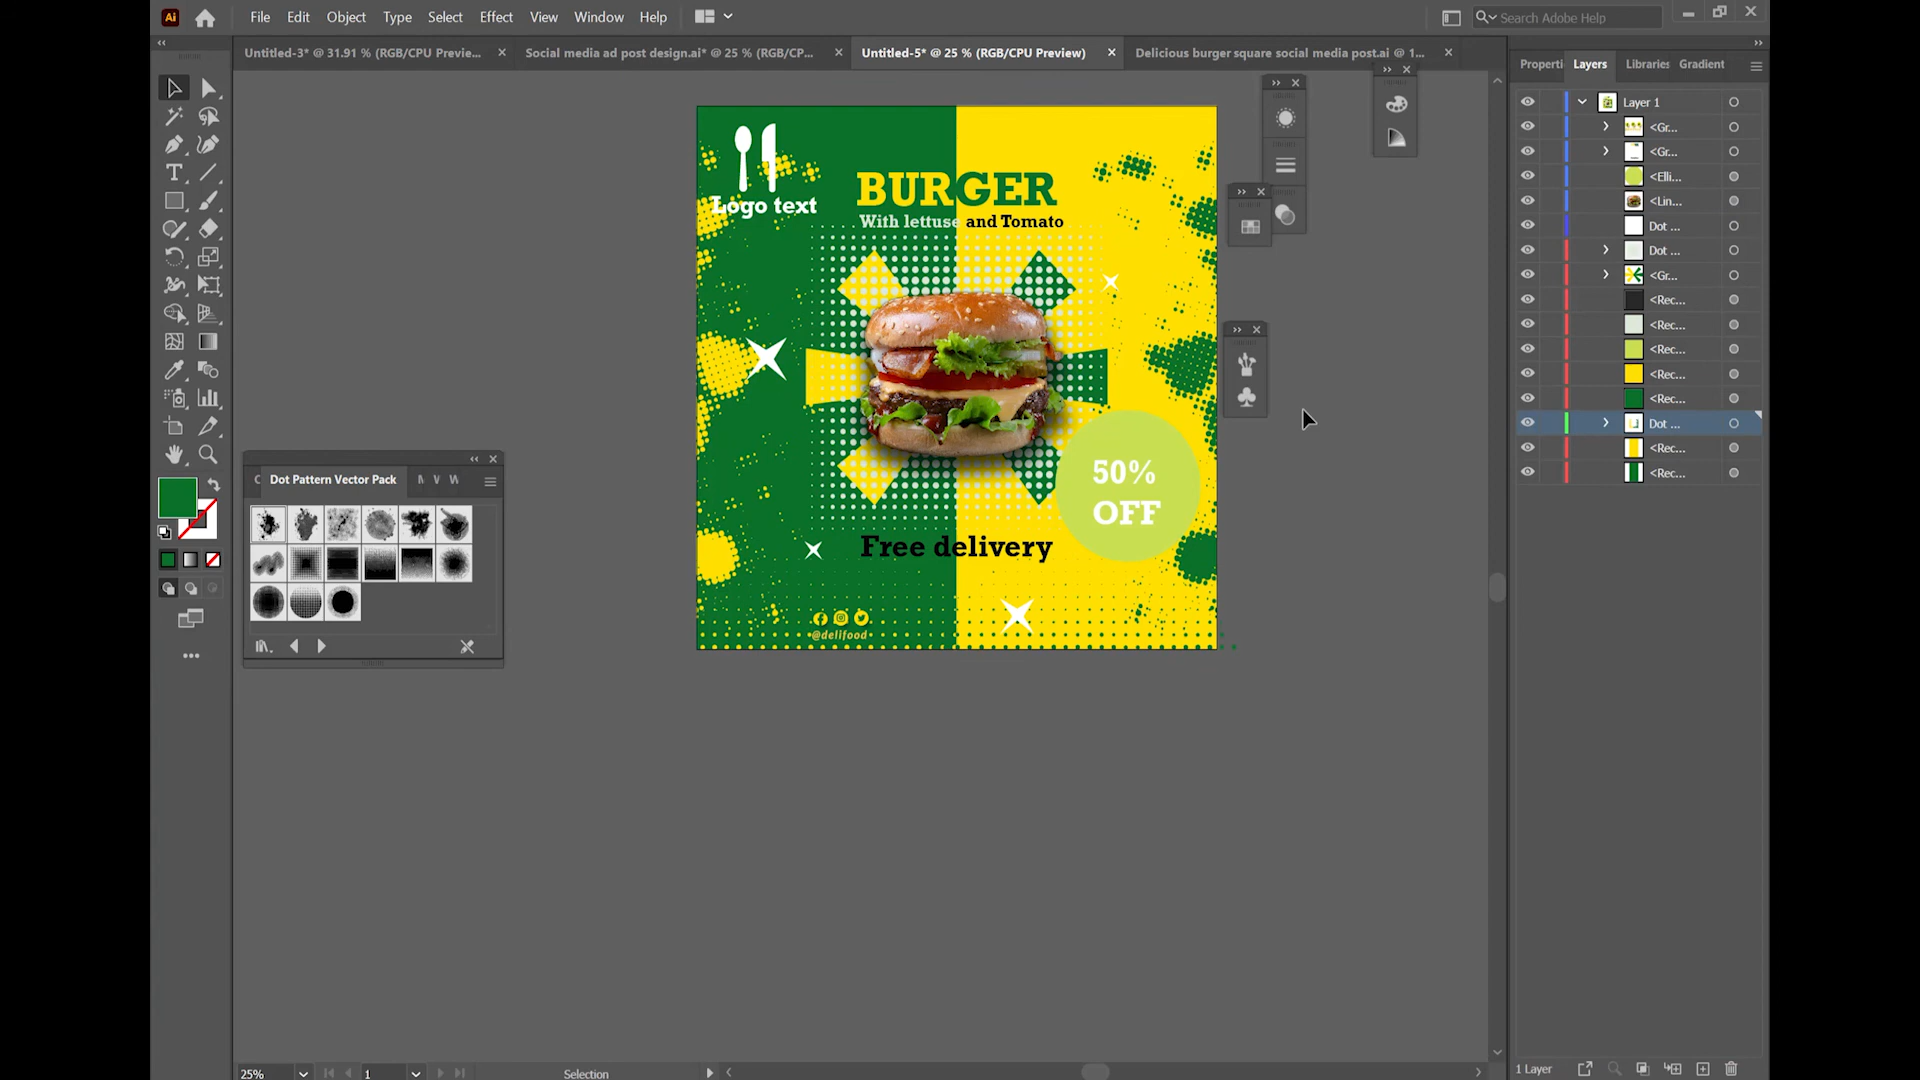 Ai
File Edit Object Type Select Effect View Window Help
Search Adobe Help
Untitled-3* @ 31.91 % (RGB/CPU Previe...
Social media ad post design.ai* @ 25 % (RGB/CP...
Untitled-5* @ 25 % (RGB/CPU Preview)
Delicious burger square social media post.ai @ 1...
Properti Layers Libraries Gradient
Layer 1
<Gr...
<Gr...
<Elli...
<Lin...
Dot ...
Dot ...
<Gr...
<Rec...
<Rec...
<Rec...
<Rec...
<Rec...
Dot ...
<Rec...
<Rec...
Logo text
BURGER
With lettuse and Tomato
50%
OFF
Free delivery
@delifood
Dot Pattern Vector Pack
25%
1
Selection
1 Layer